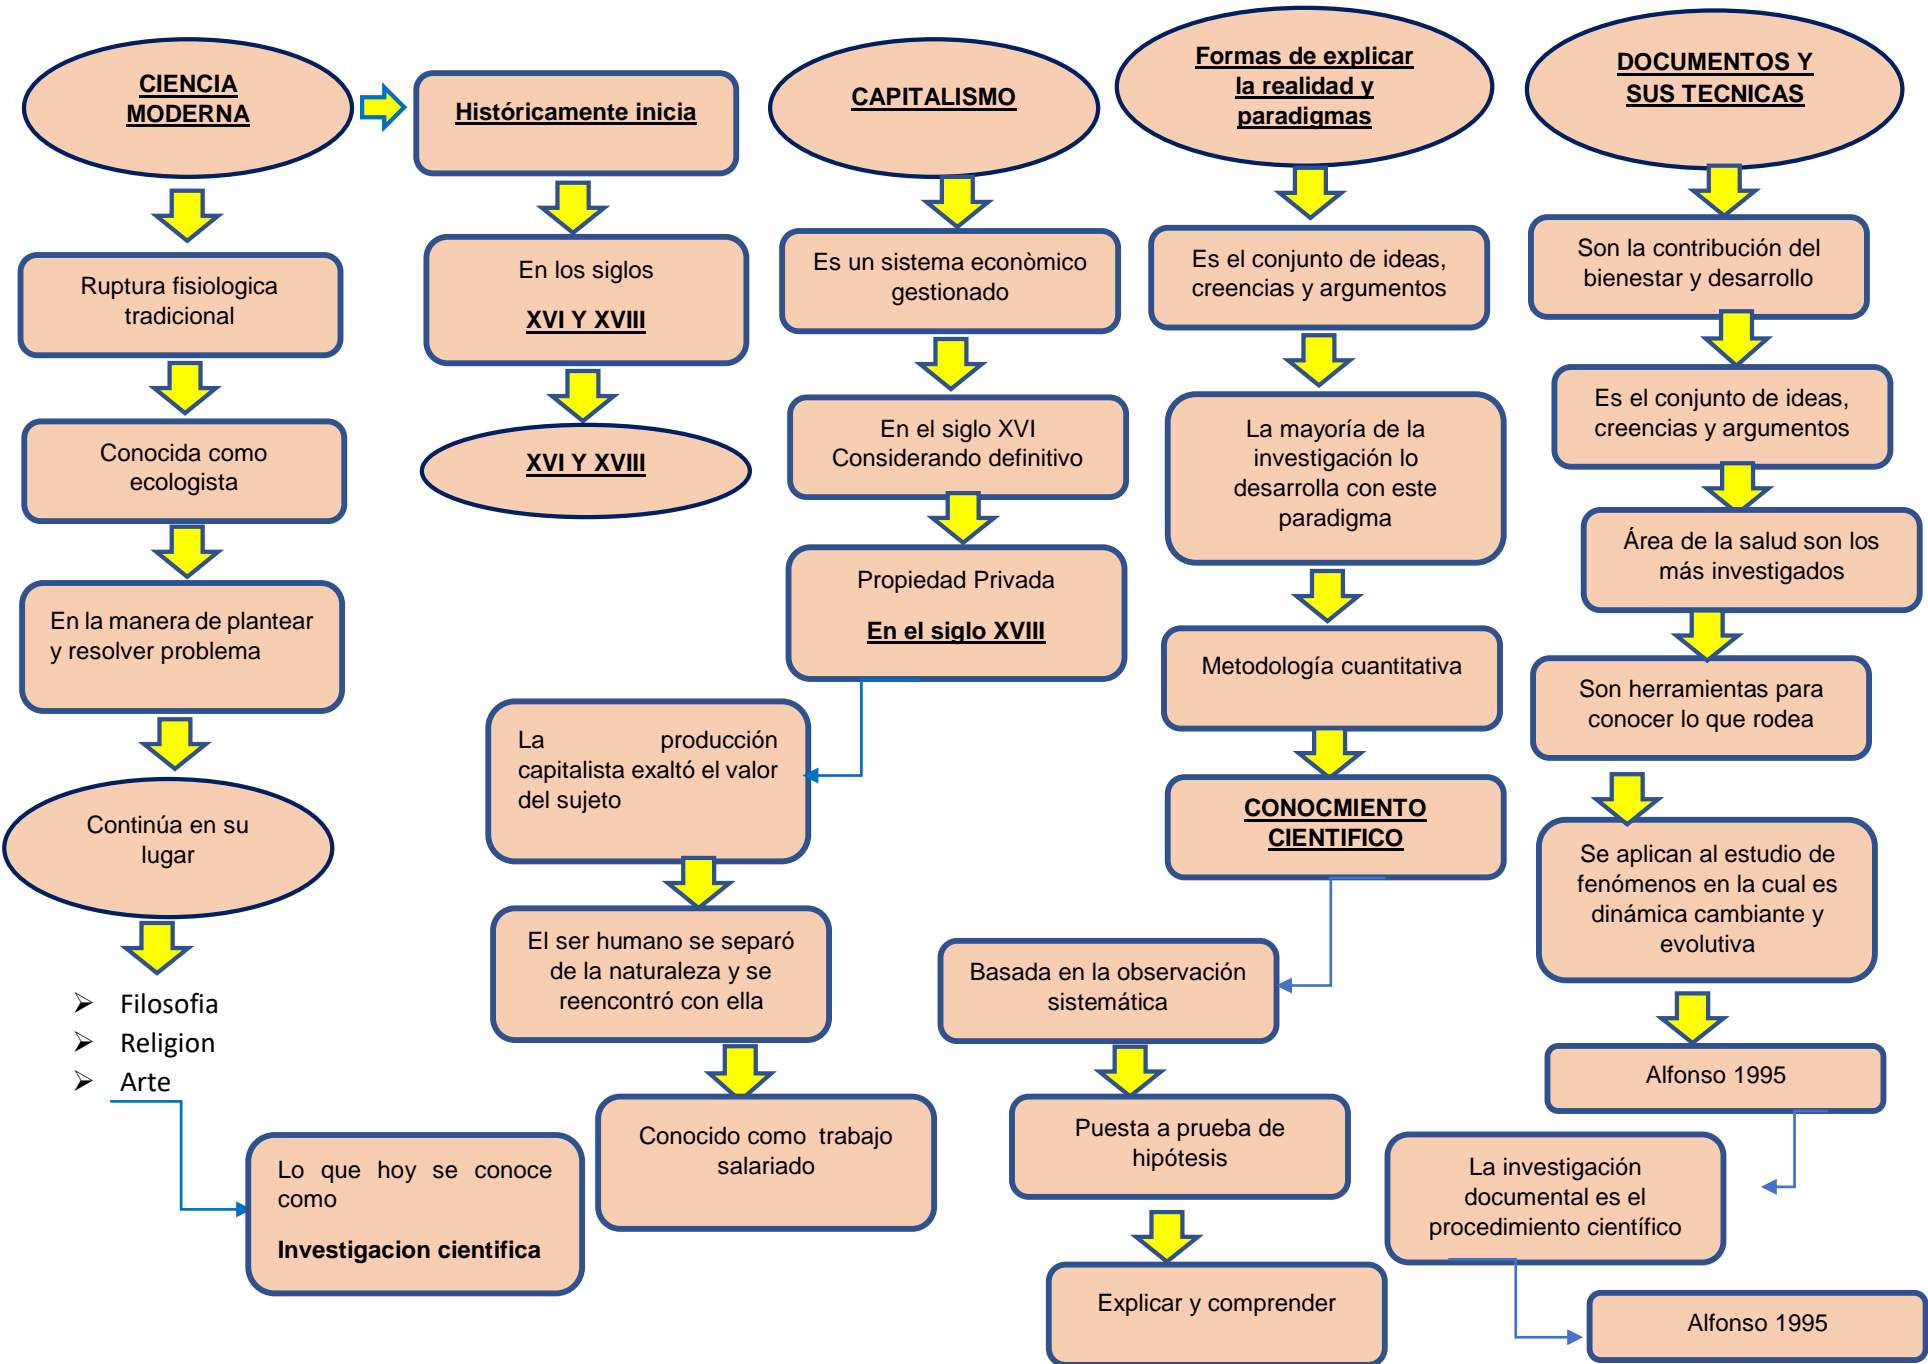 CIENCIA
MODERNA
Ruptura fisiologica
tradicional
Conocida como
ecologista
En la manera de plantear
y resolver problema
Continúa en su
lugar
Filosofia
Religion
Arte
Lo que hoy se conoce
como
Investigacion cientifica
Históricamente inicia
En los siglos
XVI Y XVIII
XVI Y XVIII
CAPITALISMO
Es un sistema econòmico
gestionado
En el siglo XVI
Considerando definitivo
Propiedad Privada
En el siglo XVIII
La producción
capitalista exaltó el valor
del sujeto
El ser humano se separó
de la naturaleza y se
reencontró con ella
Conocido como trabajo
salariado
Formas de explicar
la realidad y
paradigmas
Es el conjunto de ideas,
creencias y argumentos
La mayoría de la
investigación lo
desarrolla con este
paradigma
Metodología cuantitativa
CONOCMIENTO
CIENTIFICO
Basada en la observación
sistemática
Puesta a prueba de
hipótesis
Explicar y comprender
DOCUMENTOS Y
SUS TECNICAS
Son la contribución del
bienestar y desarrollo
Es el conjunto de ideas,
creencias y argumentos
Área de la salud son los
más investigados
Son herramientas para
conocer lo que rodea
Se aplican al estudio de
fenómenos en la cual es
dinámica cambiante y
evolutiva
Alfonso 1995
La investigación
documental es el
procedimiento científico
Alfonso 1995